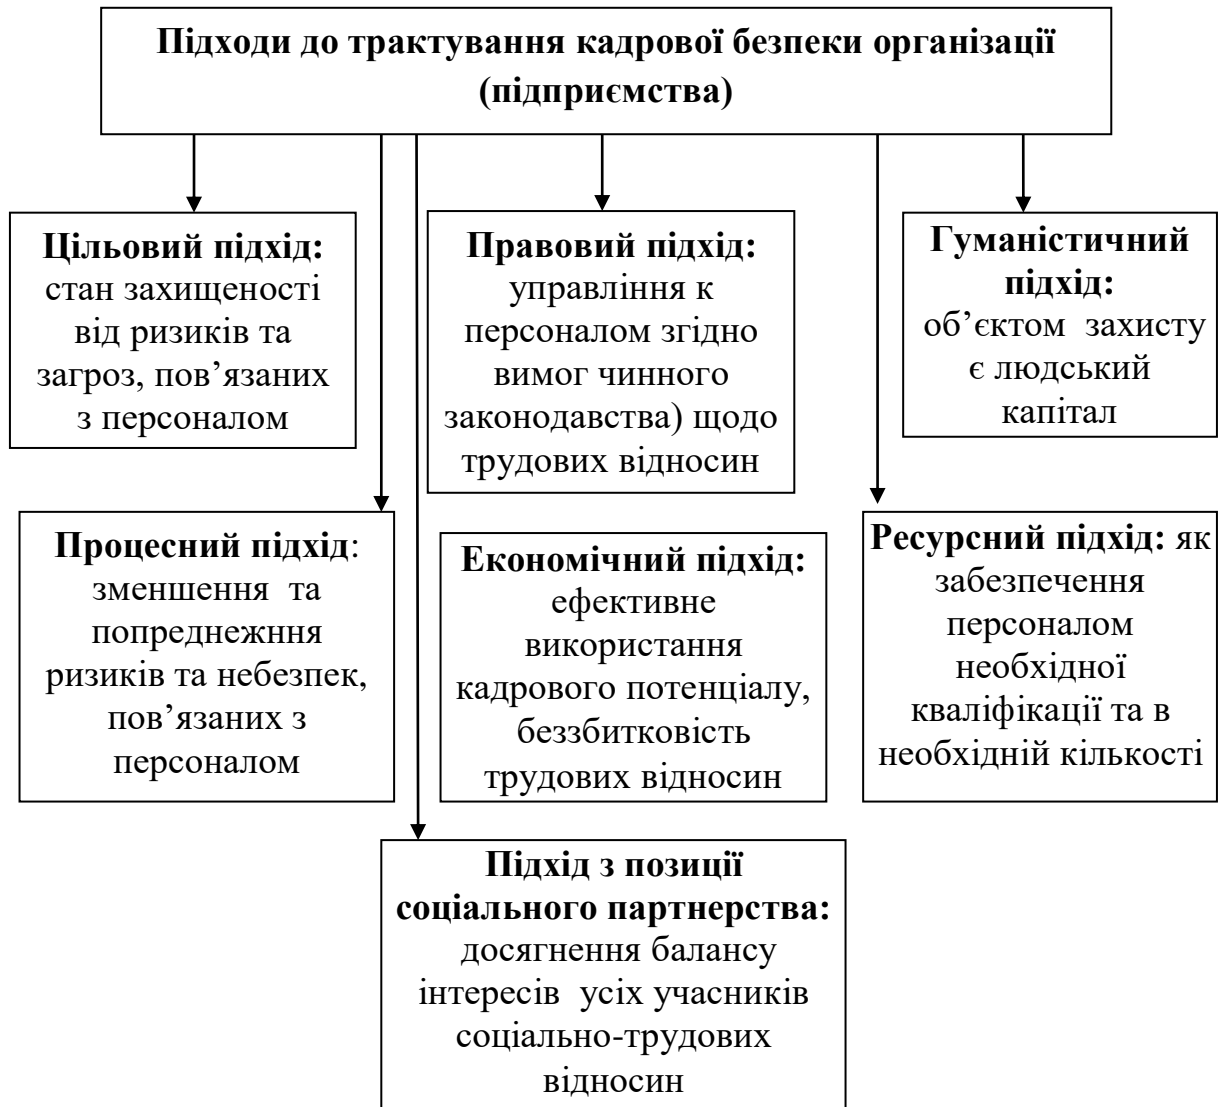 Підходи до трактування кадрової безпеки організації
(підприємства)
Цільовий підхід:
стан захищеності
від ризиків та
загроз, пов’язаних
з персоналом
Правовий підхід:
управління к
персоналом згідно
вимог чинного
законодавства) щодо
трудових відносин
Гуманістичний
підхід:
об’єктом захисту
є людський
капітал
Процесний підхід:
зменшення та
попреднежння
ризиків та небезпек,
пов’язаних з
персоналом
Економічний підхід:
ефективне
використання
кадрового потенціалу,
беззбитковість
трудових відносин
Ресурсний підхід: як
забезпечення
персоналом
необхідної
кваліфікації та в
необхідній кількості
Підхід з позиції
соціального партнерства:
досягнення балансу
інтересів усіх учасників
соціально-трудових
відносин